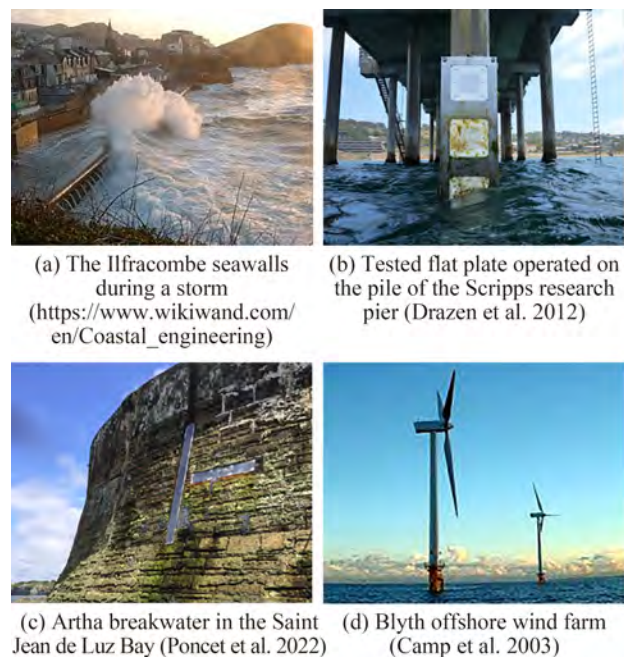 (a) The Ilfracombe seawalls
during a storm
(https://www.wikiwand.com/
en/Coastal_engineering)
(b) Tested flat plate operated on
the pile of the Scripps research
pier (Drazen et al. 2012)
(c) Artha breakwater in the Saint
Jean de Luz Bay (Poncet et al. 2022)
(d) Blyth offshore wind farm
(Camp et al. 2003)